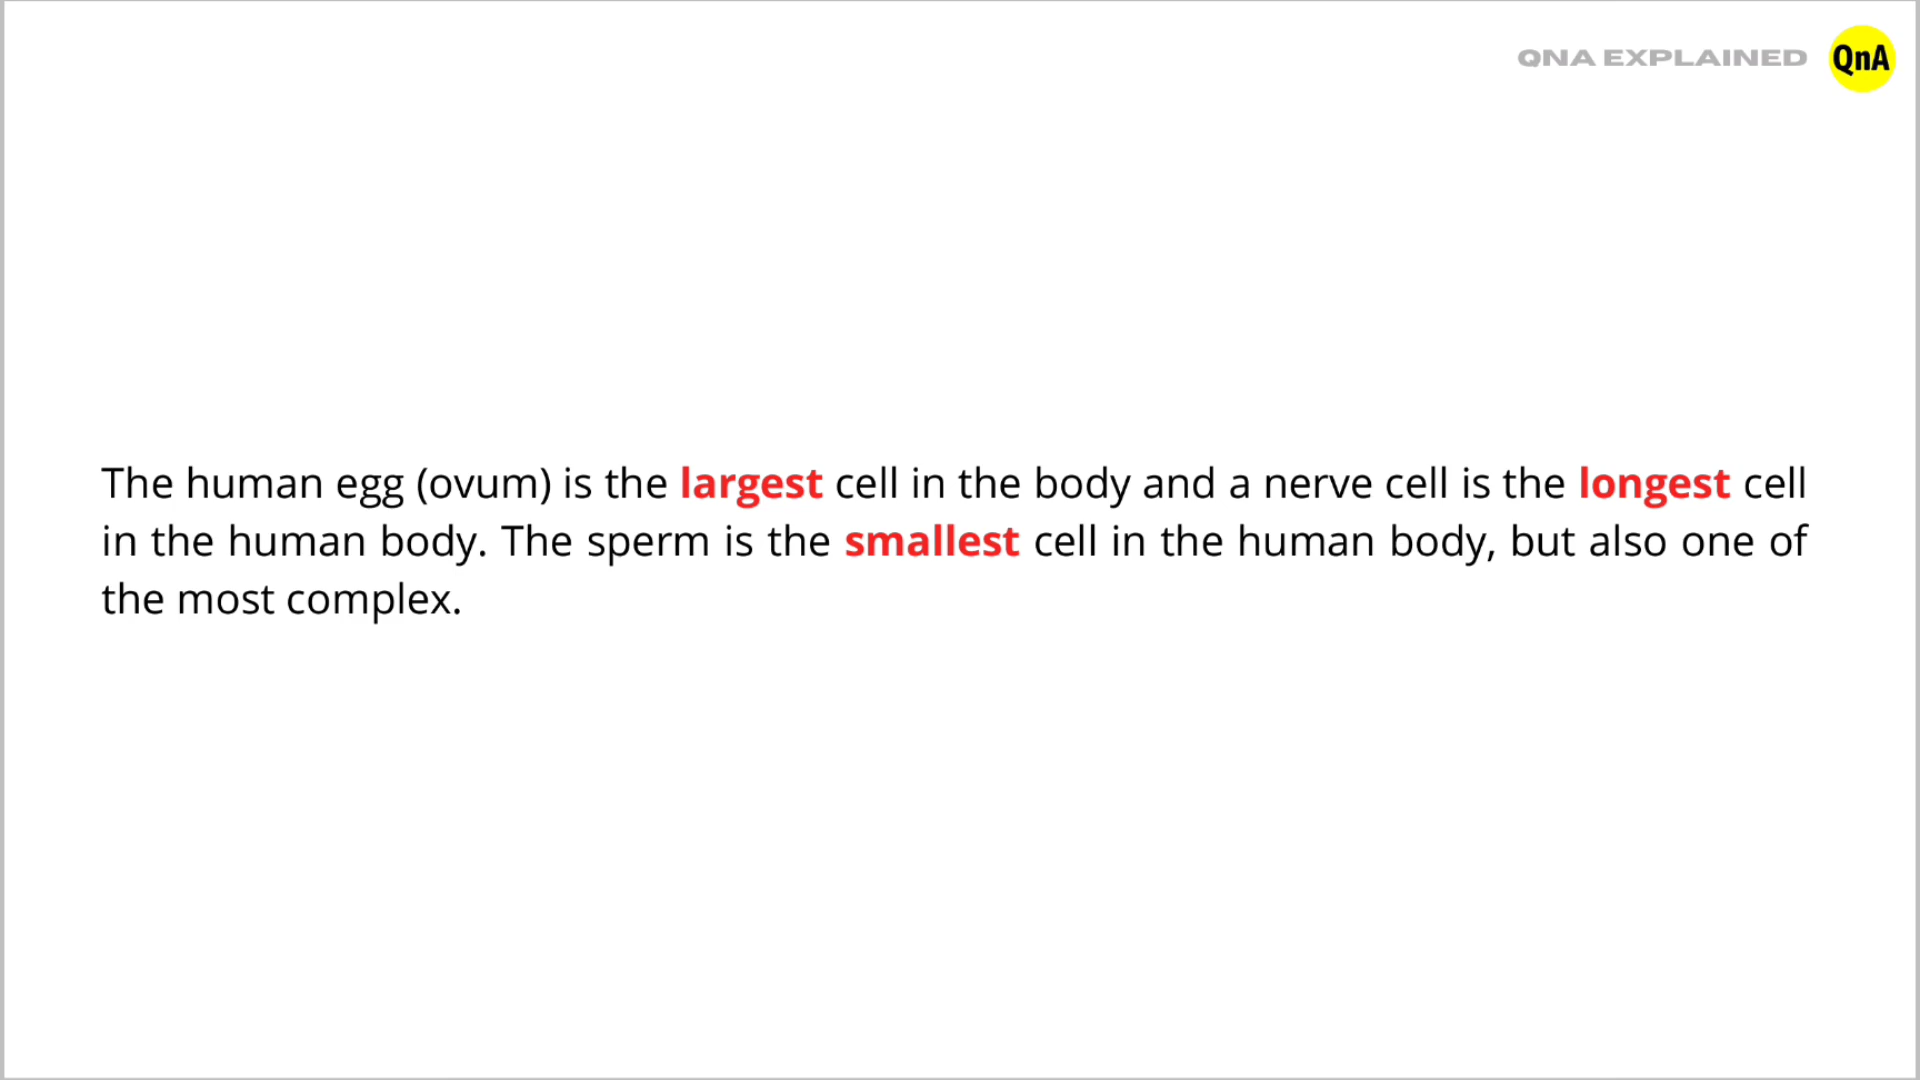 QNA EXPLAINED QnA
The human egg (ovum) is the largest cell in the body and a nerve cell is the longest cell
in the human body. The sperm is the smallest cell in the human body, but also one of
the most complex.